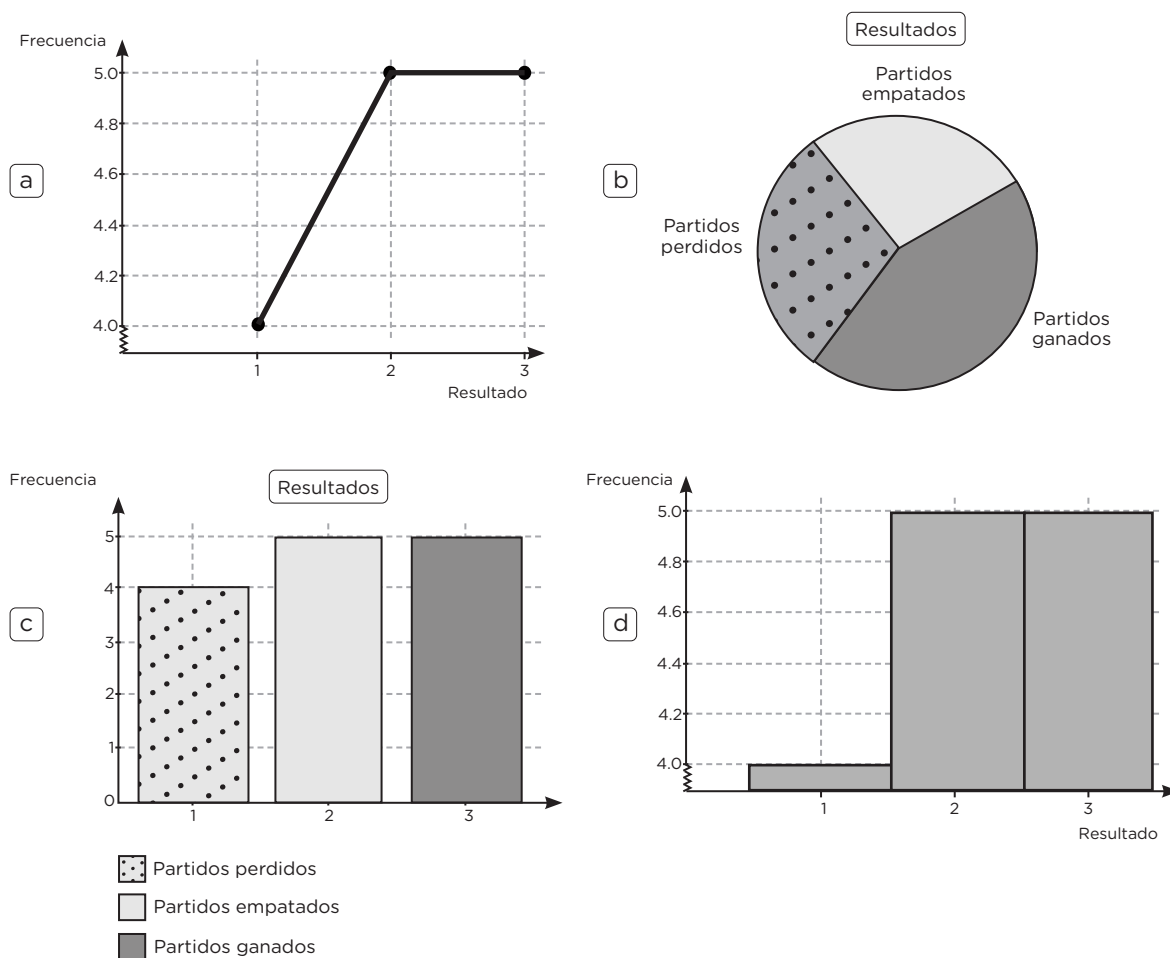 Frecuencia
5.0
4.8
4.6
4.4
4.2
4.0
1
2
3
Resultado
a
Resultados
Partidos
empatados
b
Partidos
perdidos
Partidos
ganados
Frecuencia
Resultados
5
4
3
2
1
0
1
2
3
c
Partidos perdidos
Partidos empatados
Partidos ganados
Frecuencia
5.0
4.8
4.6
4.4
4.2
4.0
1
2
3
Resultado
d